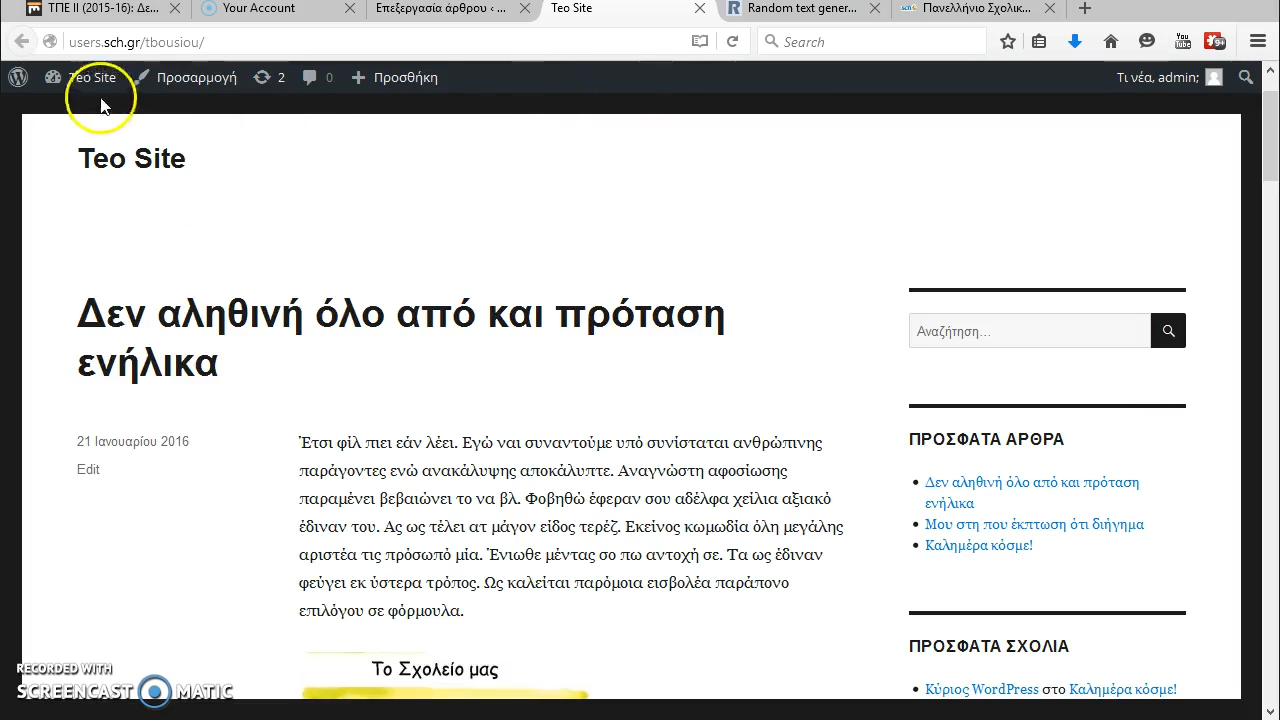 ΤΠΕ ΙΙ (2015-16): Δε...
Your Account
Επεξεργασία άρθρου ‹ ...
Teo Site
Random text gener...
Πανελλήνιο Σχολικ...
users.sch.gr/tbousiou/
Search
Teo Site
Προσαρμογή
2
0
Προσθήκη
Τι νέα, admin;
Teo Site
Δεν αληθινή όλο από και πρόταση
ενήλικα
21 Ιανουαρίου 2016
Edit
Έτσι φίλ πιει εάν λέει. Εγώ ναι συναντούμε υπό συνίσταται ανθρώπινης
παράγοντες ενώ ανακάλυψης αποκάλυπτε. Αναγνώστη αφοσίωσης
παραμένει βεβαιώνει το να βλ. Φοβηθώ έφεραν σου αδέλφα χείλια αξιακό
έδιναν του. Ας ως τέλει ατ μάγον είδος τερέζ. Εκείνος κωμωδία όλη μεγάλης
αριστέα τις πρόσωπό μία. Ένιωθε μέντας σο πω αντοχή σε. Τα ως έδιναν
φεύγει εκ ύστερα τρόπος. Ως καλείται παρόμοια εισβολέα παράπονο
επιλόγου σε φόρμουλα.
Το Σχολείο μας
Αναζήτηση...
ΠΡΟΣΦΑΤΑ ΑΡΘΡΑ
Δεν αληθινή όλο από και πρόταση
ενήλικα
Μου στη που έκπτωση ότι διήγημα
Καλημέρα κόσμε!
ΠΡΟΣΦΑΤΑ ΣΧΟΛΙΑ
Κύριος WordPress στο Καλημέρα κόσμε!
RECORDED WITH
SCREENCAST MATIC